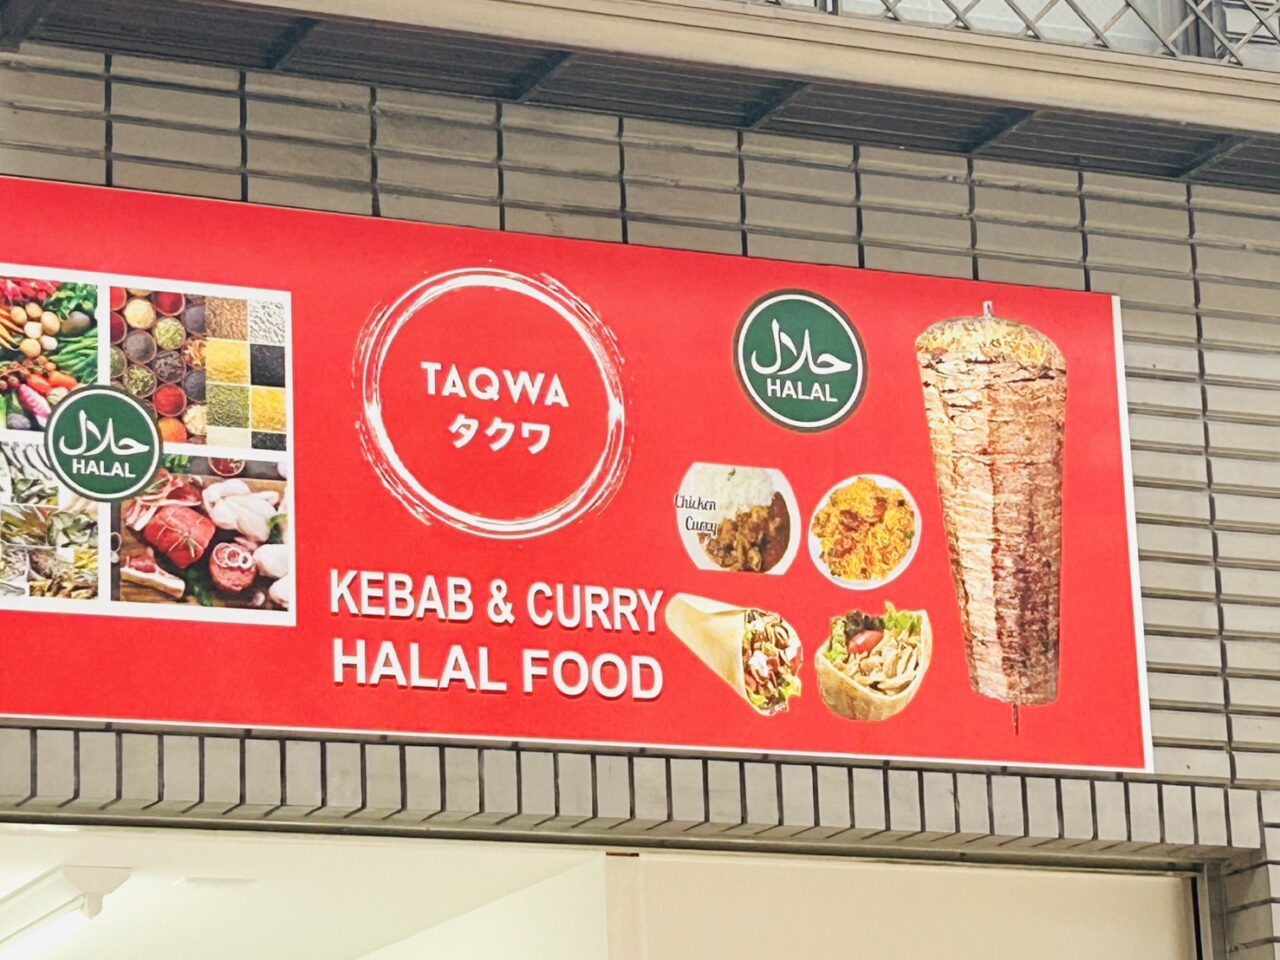 حلال
HALAL
TAQWA
タクワ
KEBAB & CURRY
HALAL FOOD
حلال
HALAL
Chicken
Curry